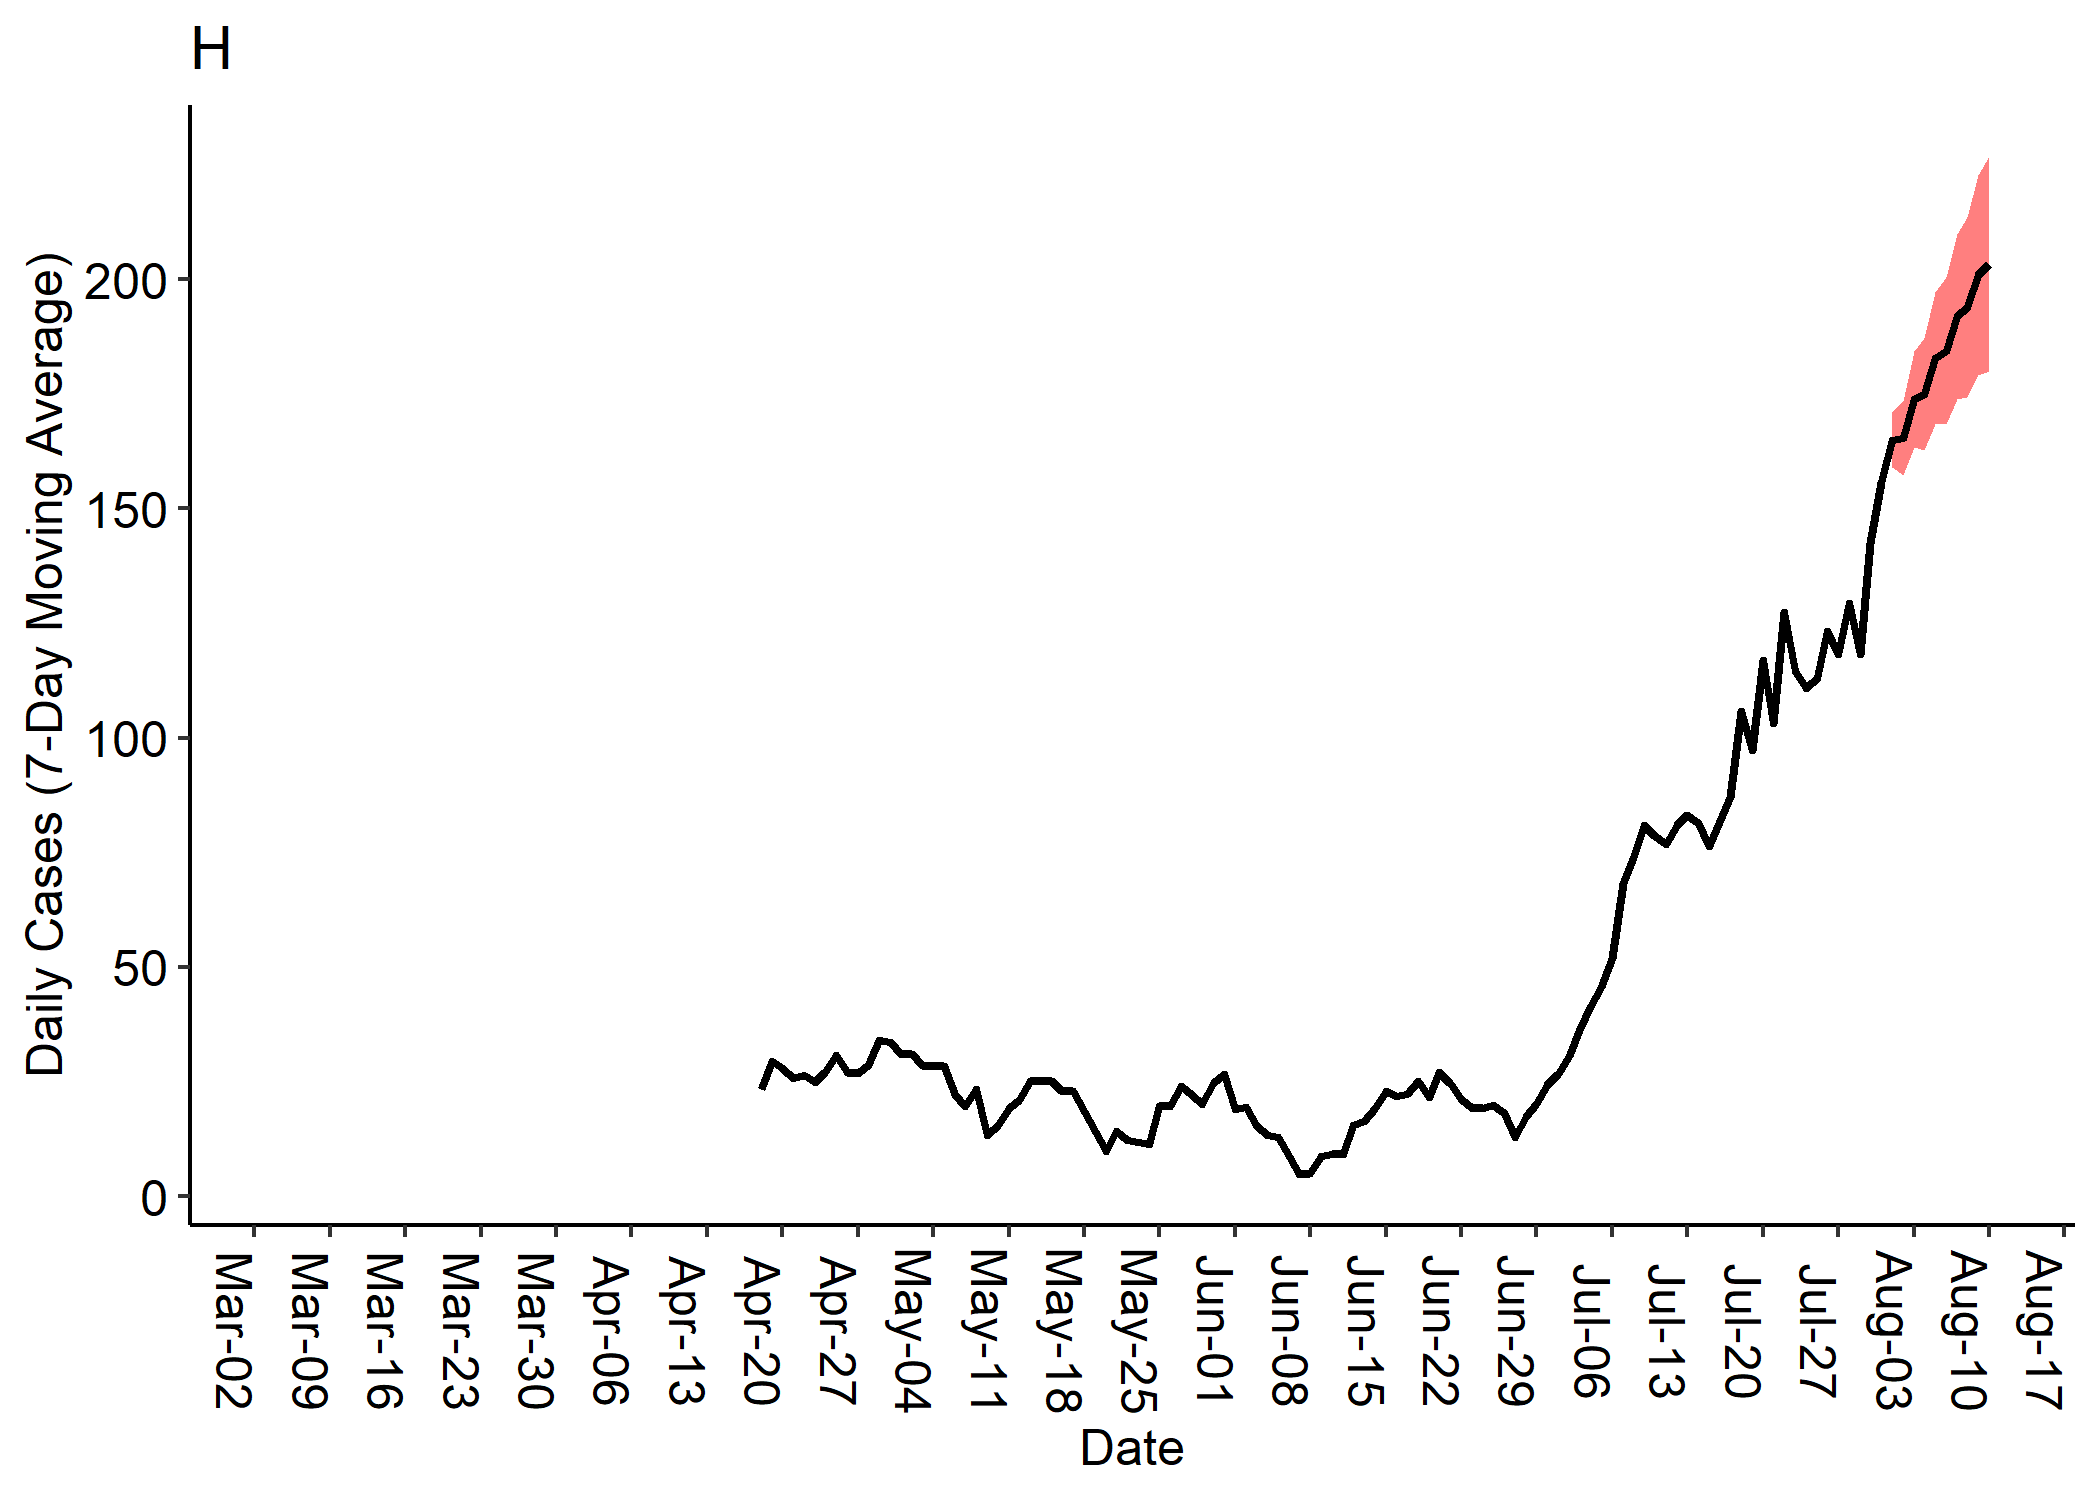 H
Daily Cases (7-Day Moving Average)
200
150
100
50
0
Mar-02
Mar-09
Mar-16
Mar-23
Mar-30
Apr-06
Apr-13
Apr-20
Apr-27
May-04
May-11
May-18
May-25
Jun-01
Jun-08
Jun-15
Jun-22
Jun-29
Jul-06
Jul-13
Jul-20
Jul-27
Aug-03
Aug-10
Aug-17
Date